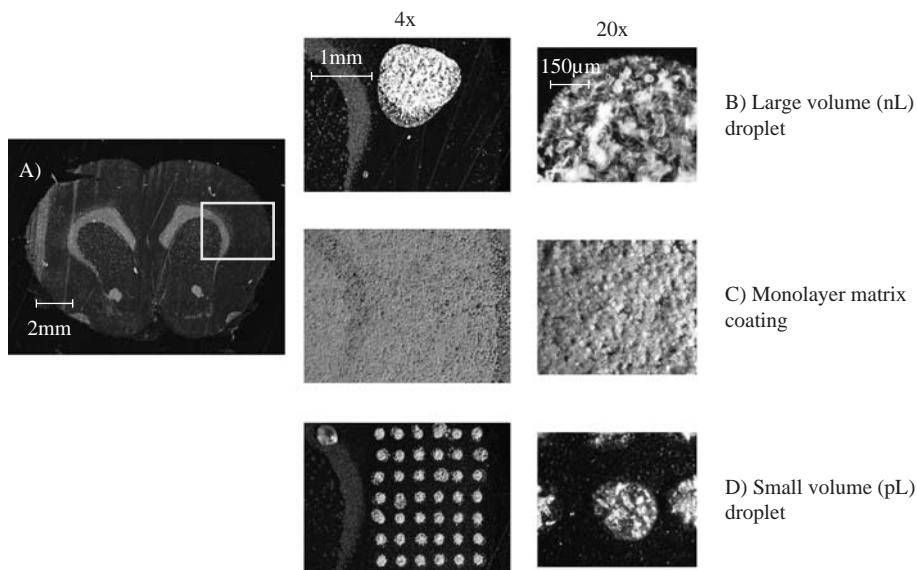 4x
20x
1mm
150µm
B) Large volume (nL)
droplet
A)
2mm
C) Monolayer matrix
coating
D) Small volume (pL)
droplet